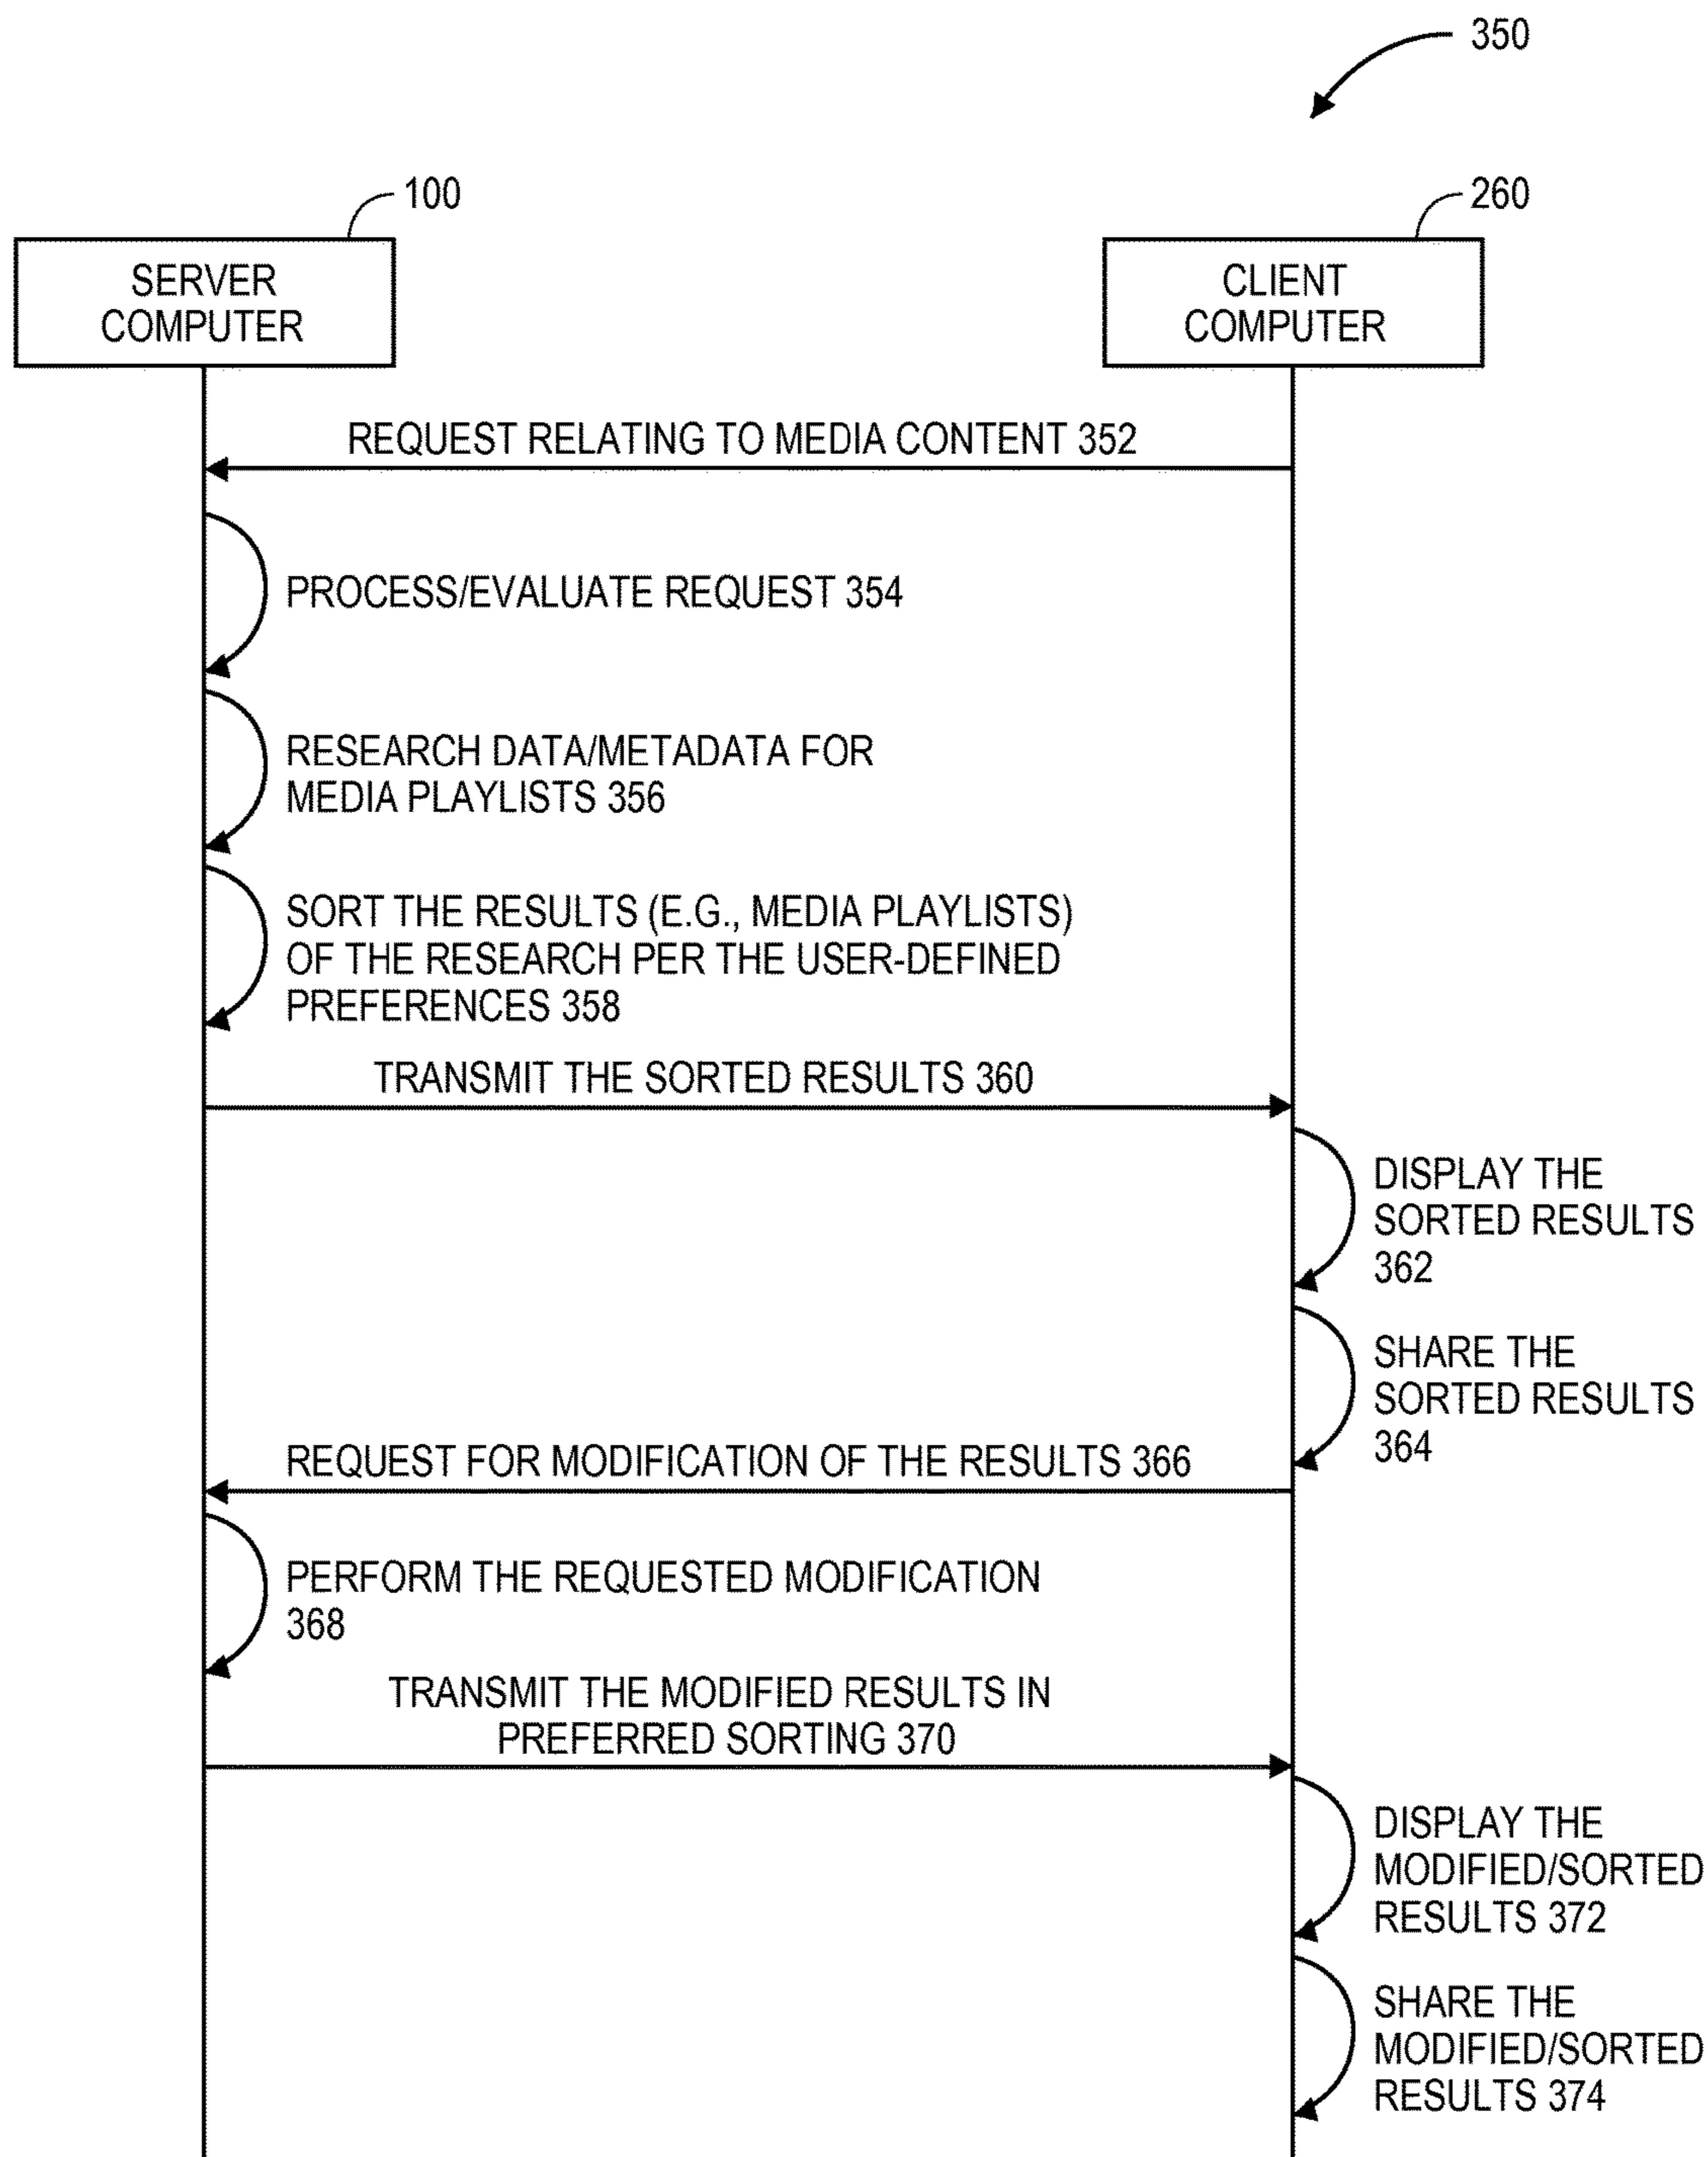 350
100
260
SERVER
COMPUTER
CLIENT
COMPUTER
REQUEST RELATING TO MEDIA CONTENT 352
PROCESS/EVALUATE REQUEST 354
RESEARCH DATA/METADATA FOR
MEDIA PLAYLISTS 356
SORT THE RESULTS (E.G., MEDIA PLAYLISTS)
OF THE RESEARCH PER THE USER-DEFINED
PREFERENCES 358
TRANSMIT THE SORTED RESULTS 360
DISPLAY THE
SORTED RESULTS
362
SHARE THE
SORTED RESULTS
364
REQUEST FOR MODIFICATION OF THE RESULTS 366
PERFORM THE REQUESTED MODIFICATION
368
TRANSMIT THE MODIFIED RESULTS IN
PREFERRED SORTING 370
DISPLAY THE
MODIFIED/SORTED
RESULTS 372
SHARE THE
MODIFIED/SORTED
RESULTS 374